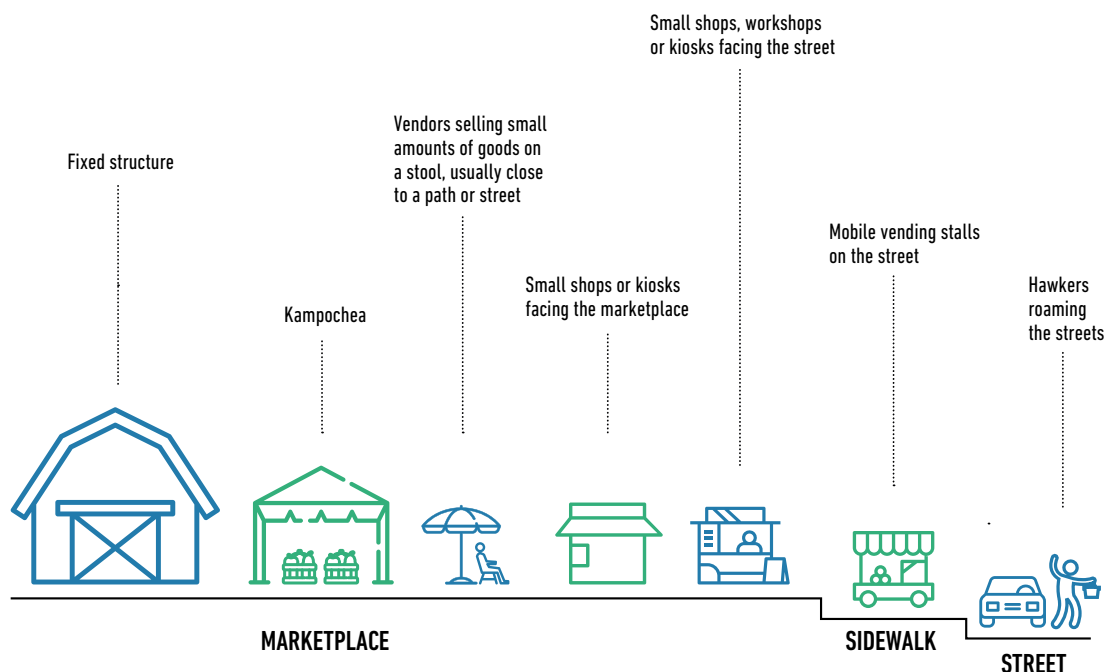 Small shops, workshops
or kiosks facing the street
Vendors selling small
amounts of goods on
a stool, usually close
to a path or street
Fixed structure
Mobile vending stalls
on the street
Small shops or kiosks
facing the marketplace
Hawkers
roaming
the streets
Kampochea
MARKETPLACE
SIDEWALK
STREET